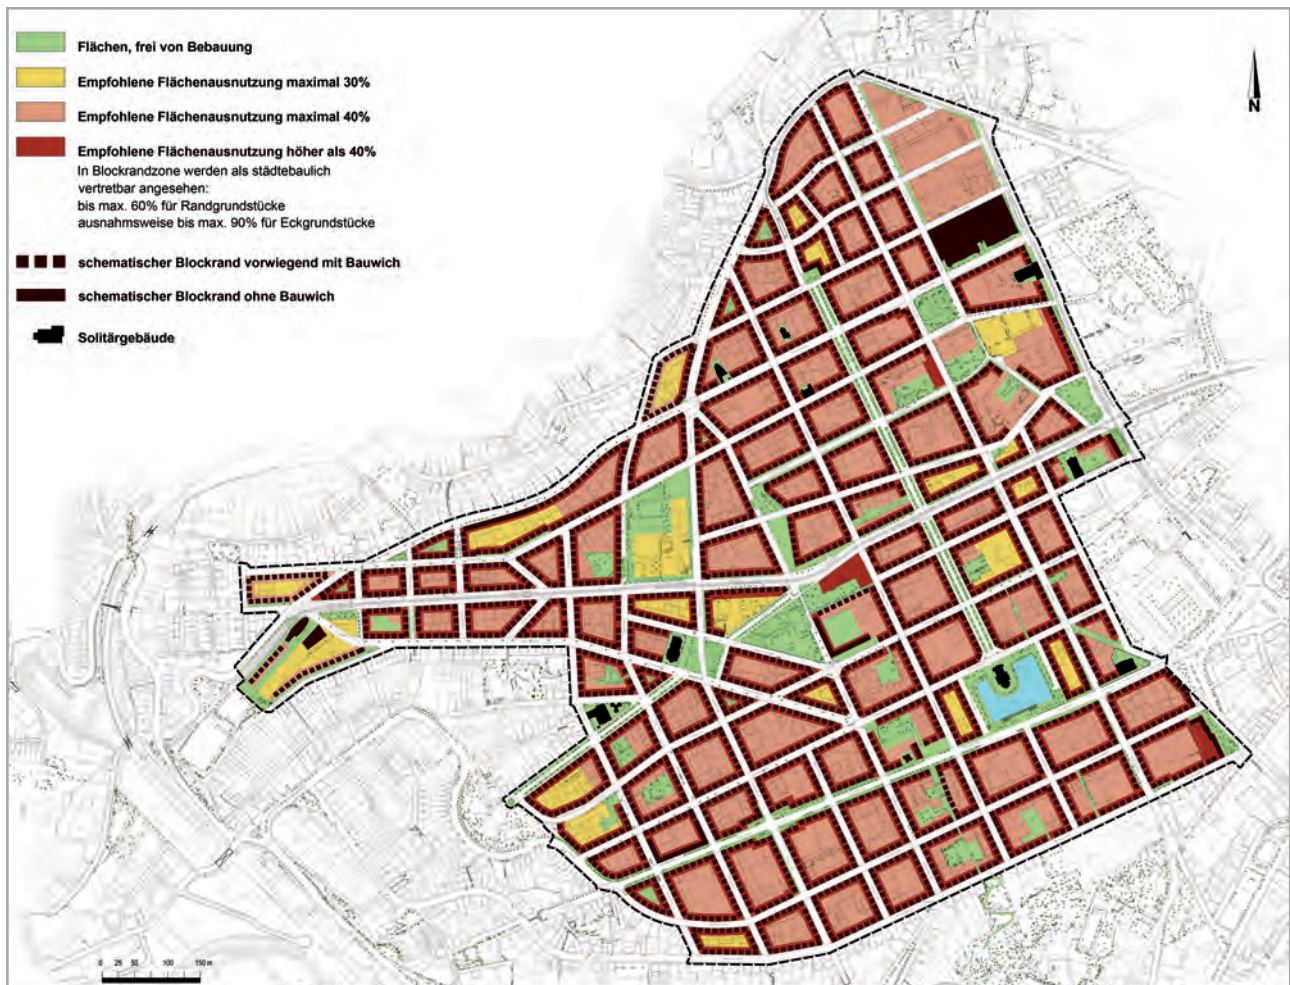 Flächen, frei von Bebauung
Empfohlene Flächenausnutzung maximal 30%
Empfohlene Flächenausnutzung maximal 40%
Empfohlene Flächenausnutzung höher als 40%
In Blockrandzone werden als städtebaulich
vertretbar angesehen:
bis max. 60% für Randgrundstücke
ausnahmsweise bis max. 90% für Eckgrundstücke
schematischer Blockrand vorwiegend mit Bauwich
schematischer Blockrand ohne Bauwich
Solitärgebäude
N
0 25 50 100 150 m